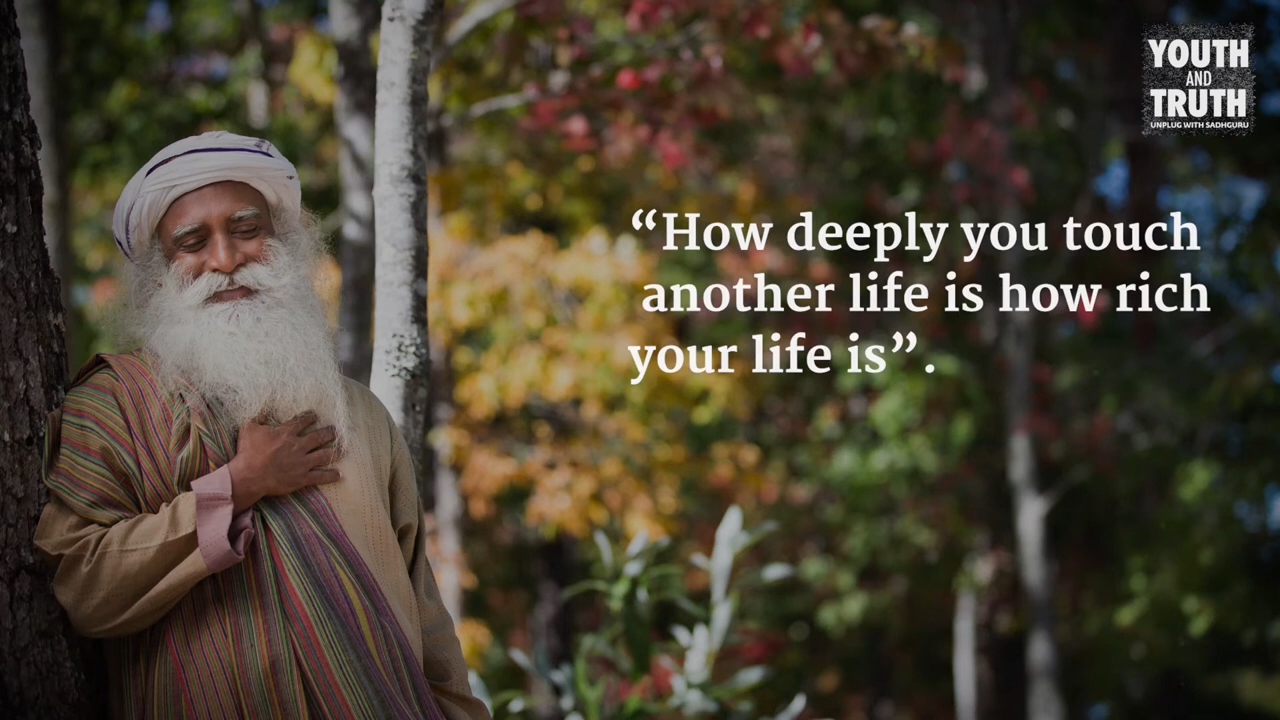 YOUTH
AND
TRUTH
UNPLUG WITH SADHGURU
“How deeply you touch
another life is how rich
your life is”.